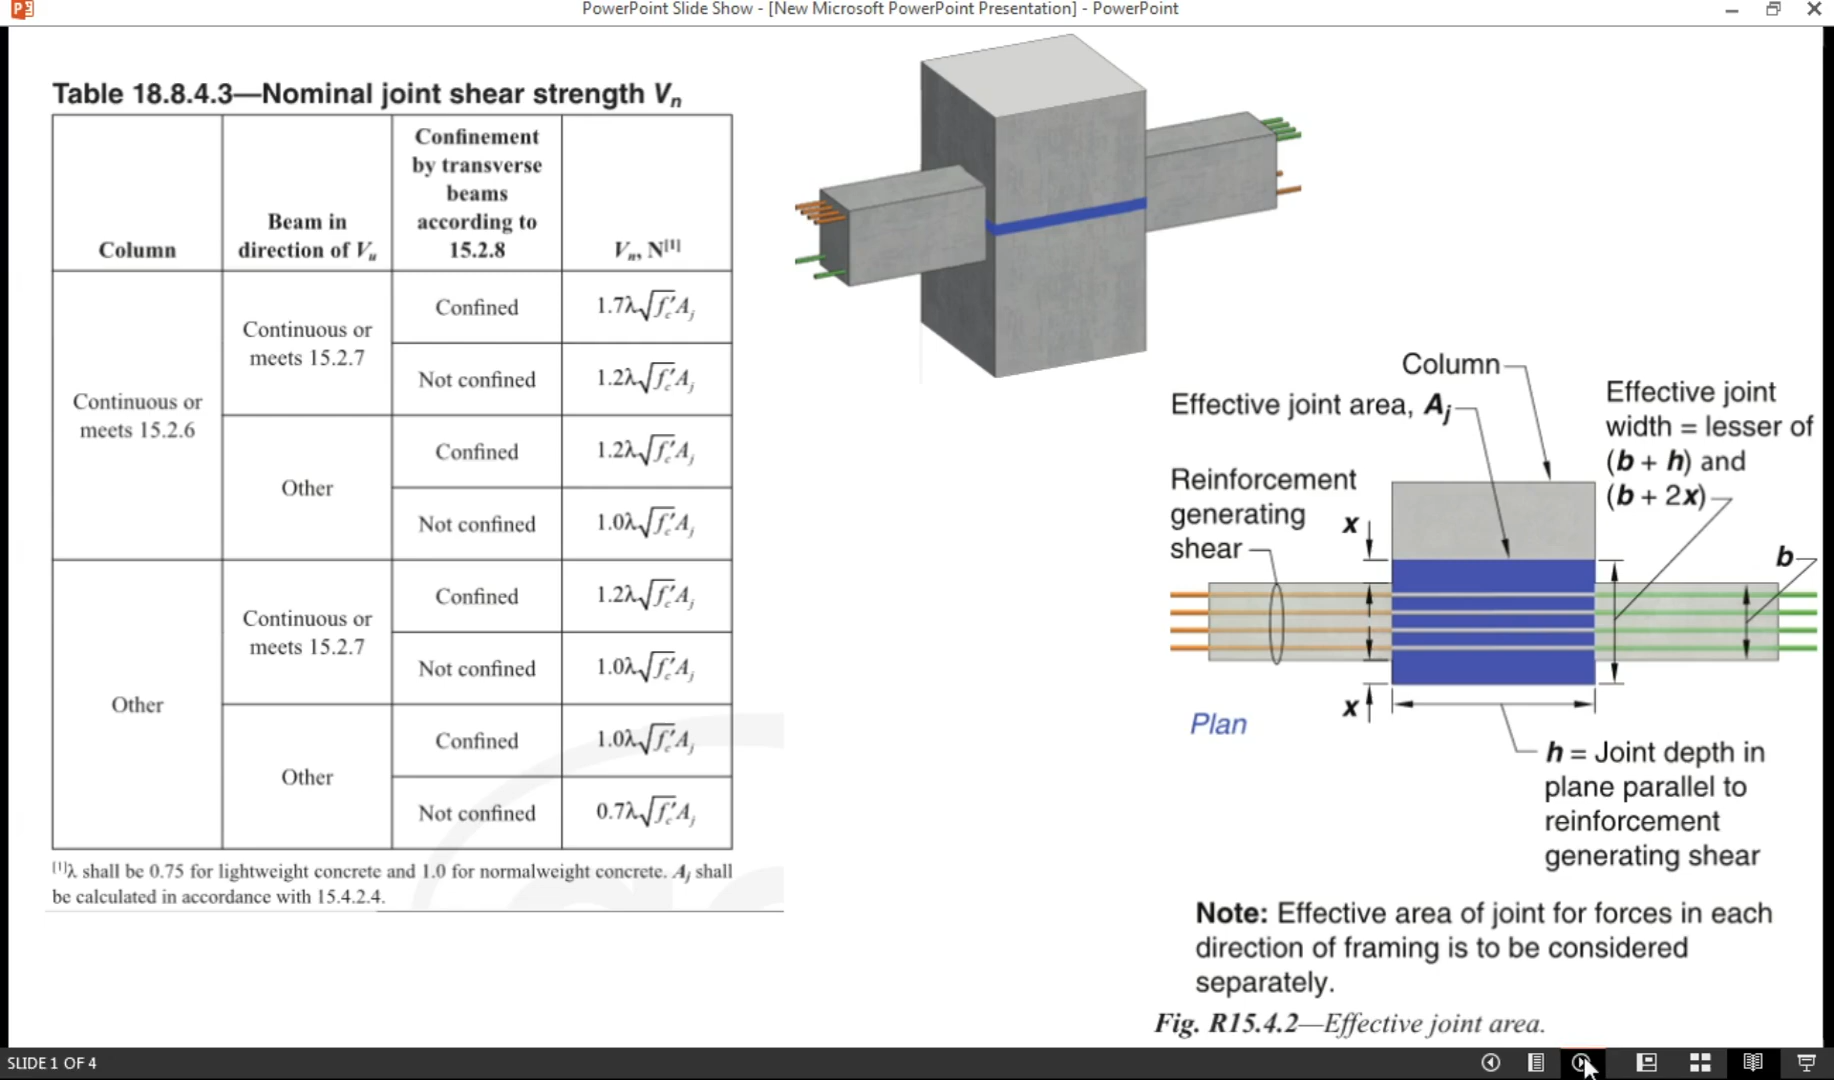 PowerPoint Slide Show - [New Microsoft PowerPoint Presentation] - PowerPoint
Table 18.8.4.3—Nominal joint shear strength Vn
Column
Beam in
direction of Vu
Confinement
by transverse
beams
according to
15.2.8
Vn, N[1]
Continuous or
meets 15.2.6
Continuous or
meets 15.2.7
Confined
1.7λ√fc′Aj
Not confined
1.2λ√fc′Aj
Other
Confined
1.2λ√fc′Aj
Not confined
1.0λ√fc′Aj
Other
Continuous or
meets 15.2.7
Confined
1.2λ√fc′Aj
Not confined
1.0λ√fc′Aj
Other
Confined
1.0λ√fc′Aj
Not confined
0.7λ√fc′Aj
[1]λ shall be 0.75 for lightweight concrete and 1.0 for normalweight concrete. Aj shall
be calculated in accordance with 15.4.2.4.
Column
Effective joint area, Aj
Effective joint
width = lesser of
(b + h) and
(b + 2x)
Reinforcement
generating
shear
x
b
x
Plan
h = Joint depth in
plane parallel to
reinforcement
generating shear
Note: Effective area of joint for forces in each
direction of framing is to be considered
separately.
Fig. R15.4.2—Effective joint area.
SLIDE 1 OF 4